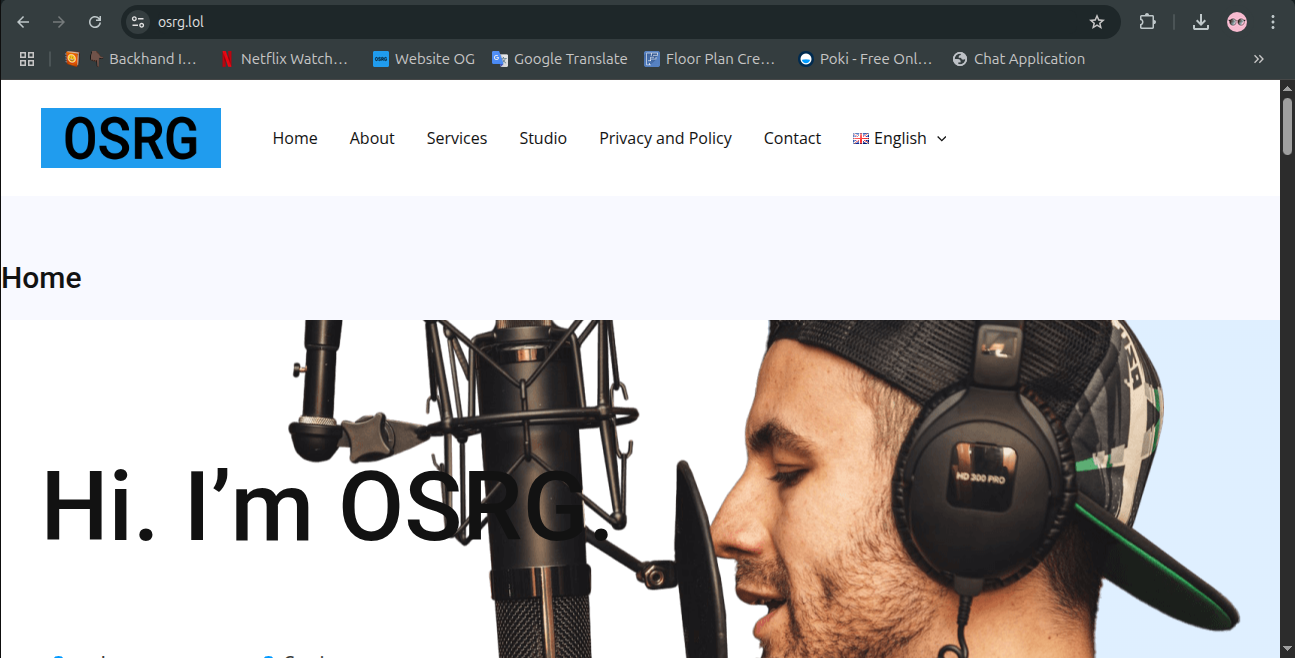 osrg.lol
Backhand I...
Netflix Watch...
Website OG
Google Translate
Floor Plan Cre...
Poki - Free Onl...
Chat Application
OSRG
Home
About
Services
Studio
Privacy and Policy
Contact
English
Home
HD 300 PRO
Hi. I’m OSRG.